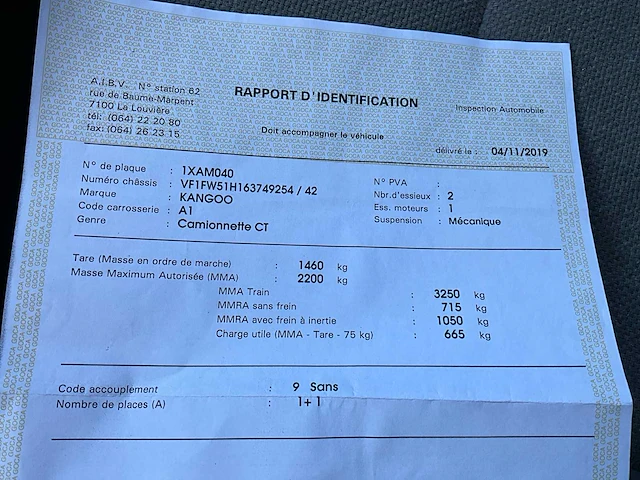 A.I.B.V. N° station 62
rue de Baume-Marpent
7100 La Louvière
tél: (064) 22 20 80
fax: (064) 26 23 15
RAPPORT D'IDENTIFICATION
Inspection Automobile
Doit accompagner le véhicule
délivré le : 04/11/2019
N° de plaque : 1XAM040
Numéro châssis : VF1FW51H163749254 / 42
Marque : KANGOO
Code carrosserie : A1
Genre : Camionnette CT
N° PVA :
Nbr.d'essieux : 2
Ess. moteurs : 1
Suspension : Mécanique
Tare (Masse en ordre de marche) : 1460 kg
Masse Maximum Autorisée (MMA) : 2200 kg
MMA Train : 3250 kg
MMRA sans frein : 715 kg
MMRA avec frein à inertie : 1050 kg
Charge utile (MMA - Tare - 75 kg) : 665 kg
Code accouplement : 9 Sans
Nombre de places (A) : 1+1